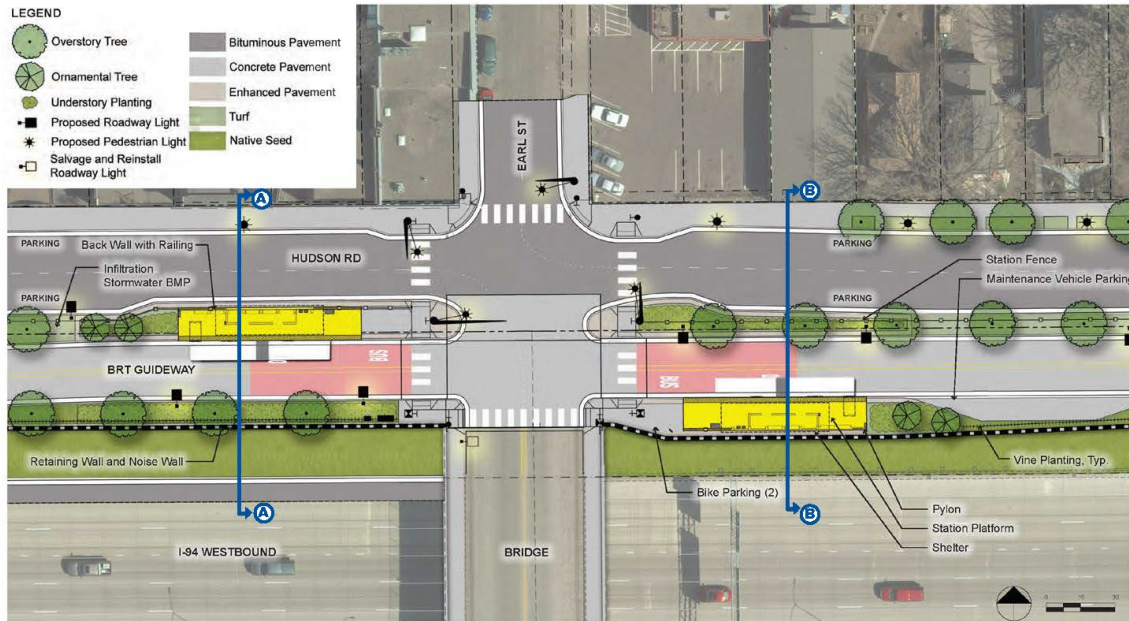 LEGEND
Overstory Tree
Ornamental Tree
Understory Planting
Proposed Roadway Light
Proposed Pedestrian Light
Salvage and Reinstall
Roadway Light
Bituminous Pavement
Concrete Pavement
Enhanced Pavement
Turf
Native Seed
EARL ST
A
B
PARKING
Back Wall with Railing
HUDSON RD
PARKING
Infiltration
Stormwater BMP
Station Fence
Maintenance Vehicle Parking
PARKING
PARKING
BUS
BRT GUIDEWAY
BUS
Retaining Wall and Noise Wall
Vine Planting, Typ.
Bike Parking (2)
A
B
Pylon
Station Platform
Shelter
I-94 WESTBOUND
BRIDGE